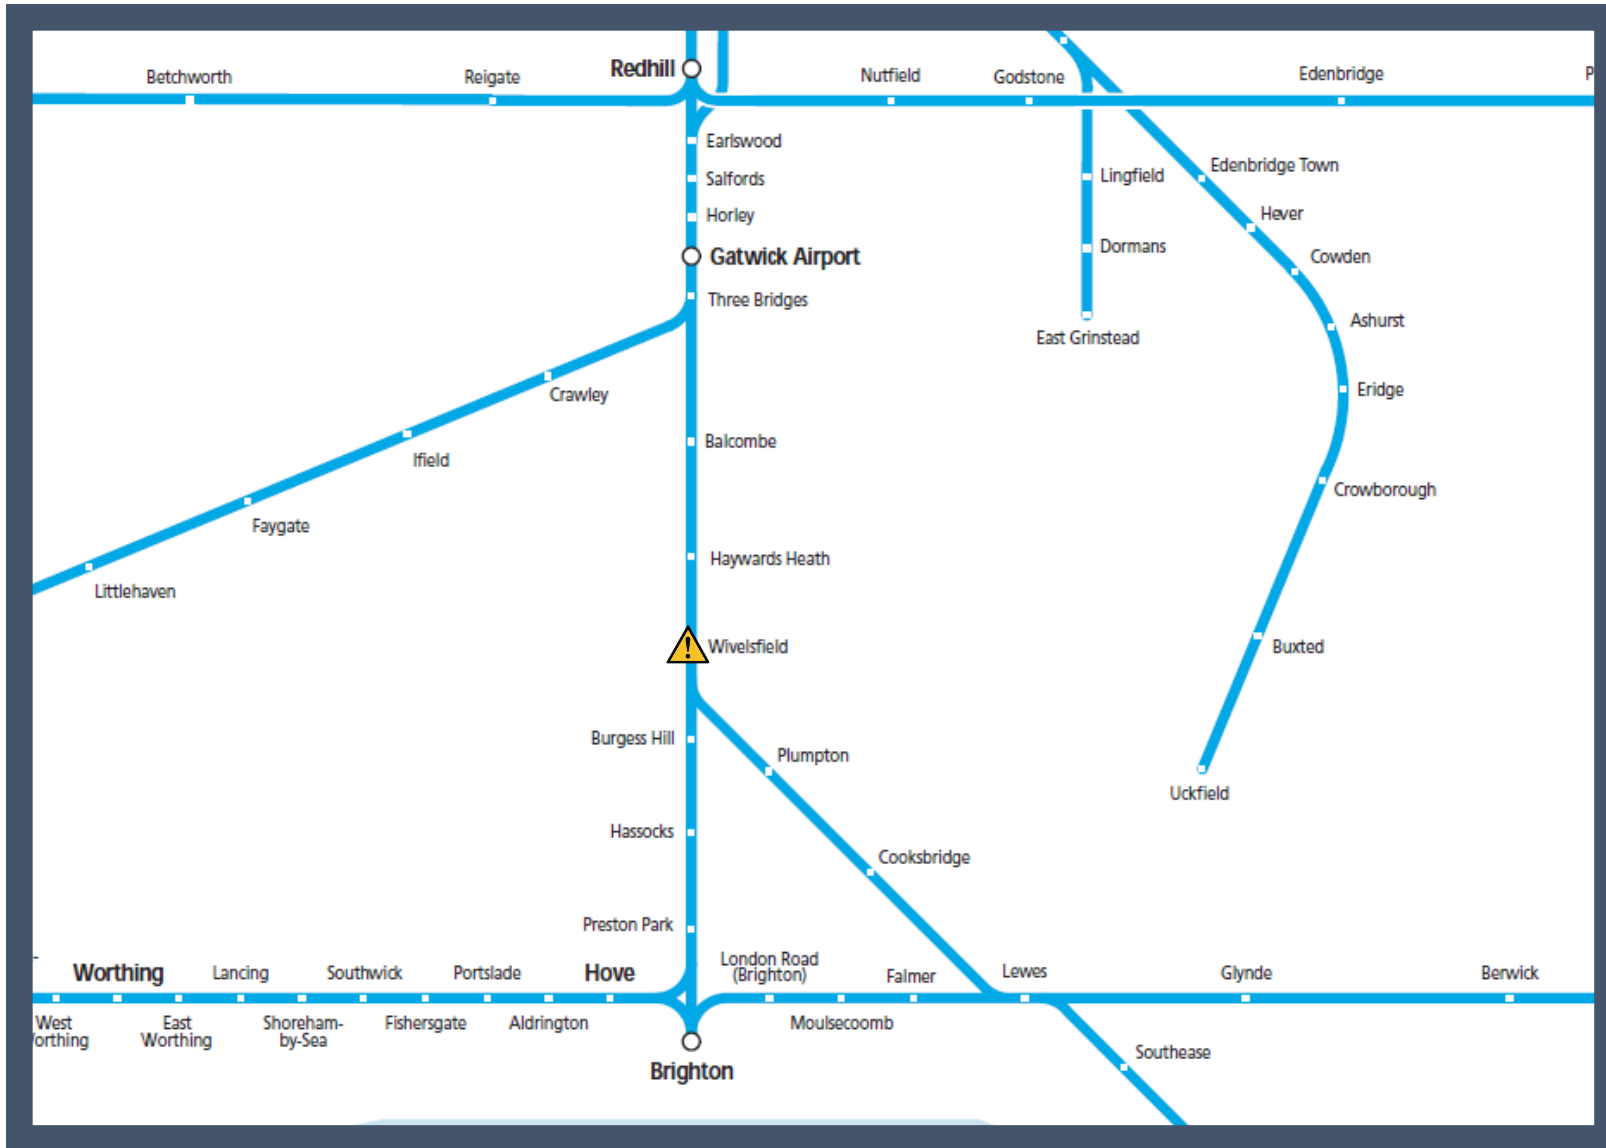 Betchworth
Reigate
Redhill
Nutfield
Godstone
Edenbridge
P
Earlswood
Salfords
Horley
Gatwick Airport
Three Bridges
Lingfield
Dormans
East Grinstead
Edenbridge Town
Hever
Cowden
Ashurst
Eridge
Crowborough
Buxted
Uckfield
Crawley
Ifield
Faygate
Littlehaven
Balcombe
Haywards Heath
!
Wivelsfield
Burgess Hill
Plumpton
Hassocks
Cooksbridge
Preston Park
Worthing
Lancing
Southwick
Portslade
Hove
London Road
(Brighton)
Falmer
Lewes
Glynde
Berwick
West
orthing
East
Worthing
Shoreham-
by-Sea
Fishersgate
Aldrington
Moulsecoomb
Brighton
Southease